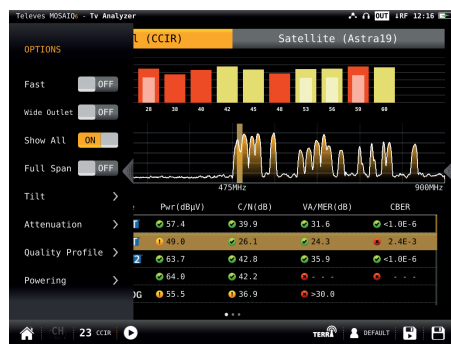 Televes MOSAIQ6 - Tv Analyzer OUT ↓RF 12:16
OPTIONS
(CCIR) Satellite (Astra19)
Fast OFF
Wide Outlet OFF
28 38 40 42 45 48 53 56 59 60
Show All ON
Full Span OFF
475MHz 900MHz
Tilt >
Pwr(dBµV) C/N(dB) VA/MER(dB) CBER
Attenuation >
57.4 39.9 31.6 <1.0E-6
49.0 26.1 24.3 2.4E-3
Quality Profile >
2 63.7 42.8 35.9 <1.0E-6
64.0 42.2 - - - - - -
Powering >
OG 55.5 36.9 >30.0
CH 23 CCIR TERR DEFAULT